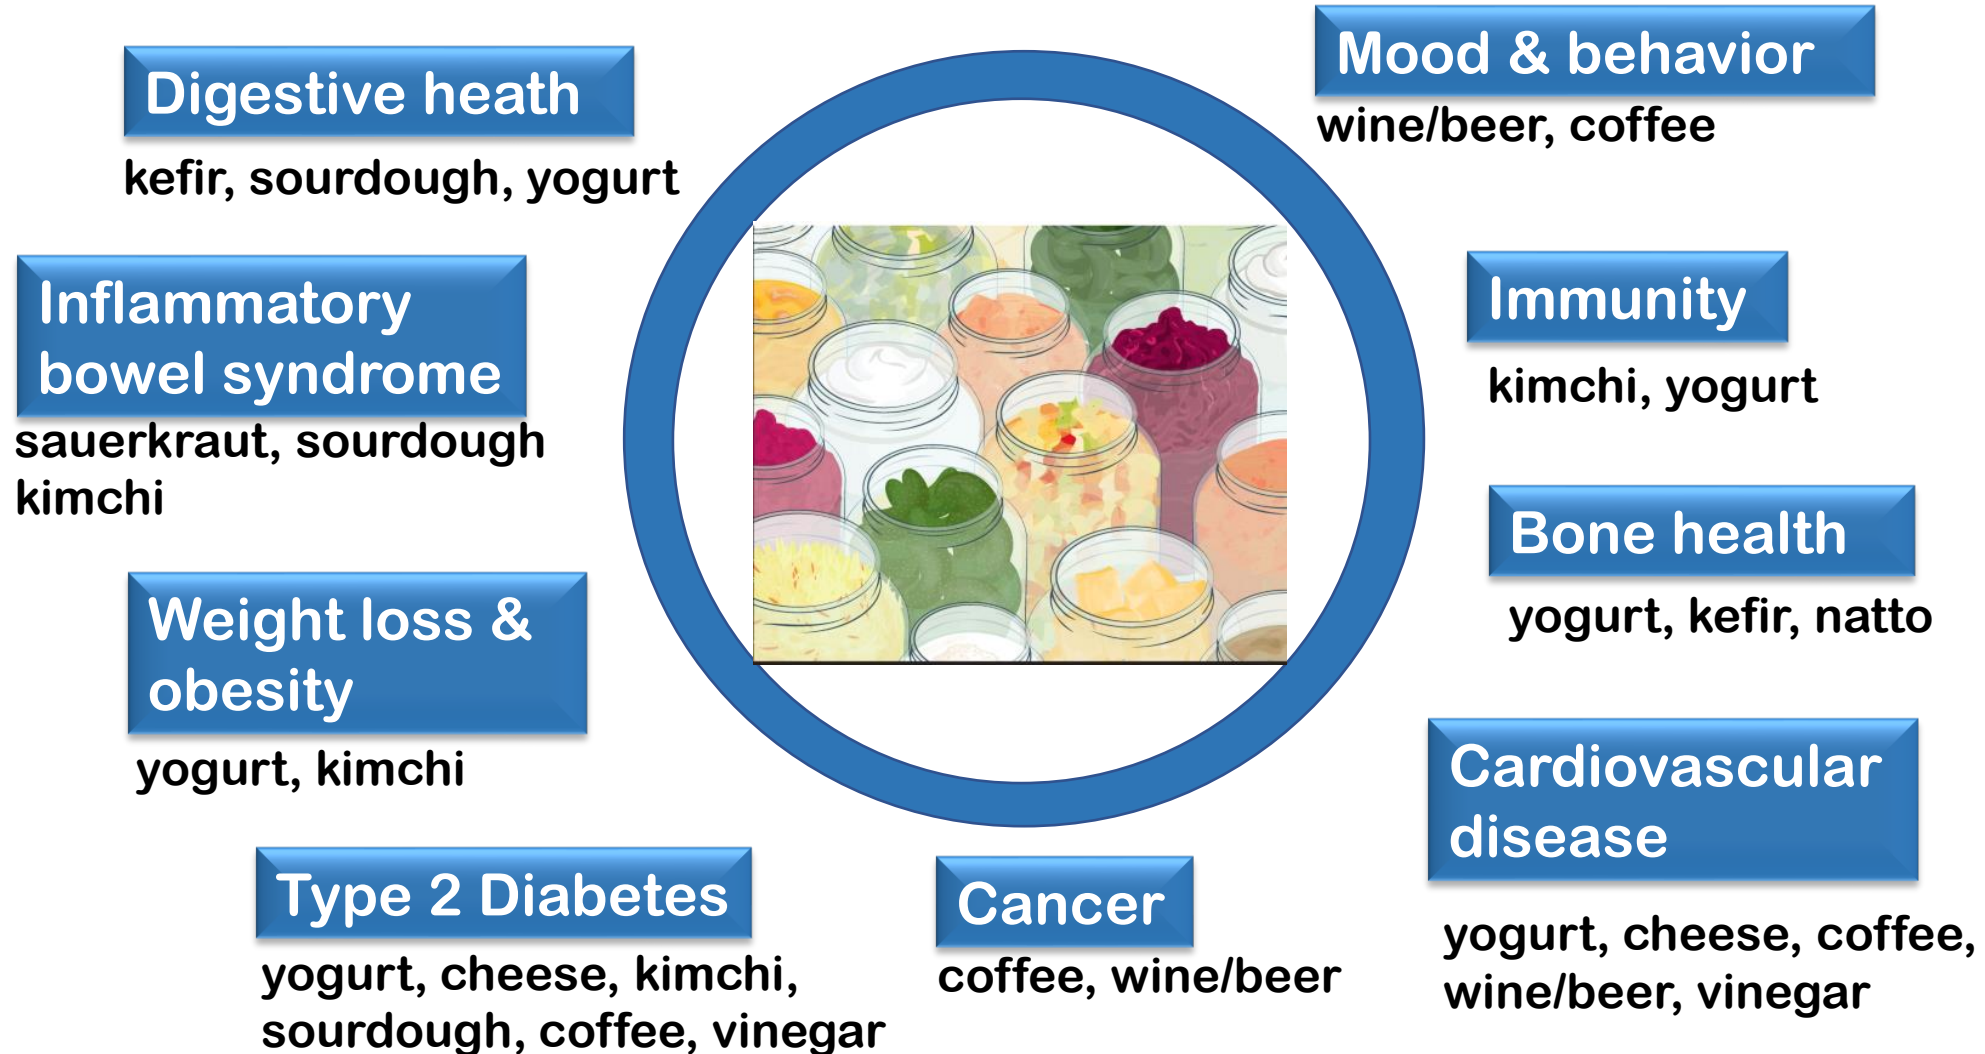 Digestive heath
kefir, sourdough, yogurt
Inflammatory
bowel syndrome
sauerkraut, sourdough
kimchi
Weight loss &
obesity
yogurt, kimchi
Type 2 Diabetes
yogurt, cheese, kimchi,
sourdough, coffee, vinegar
Cancer
coffee, wine/beer
Mood & behavior
wine/beer, coffee
Immunity
kimchi, yogurt
Bone health
yogurt, kefir, natto
Cardiovascular
disease
yogurt, cheese, coffee,
wine/beer, vinegar